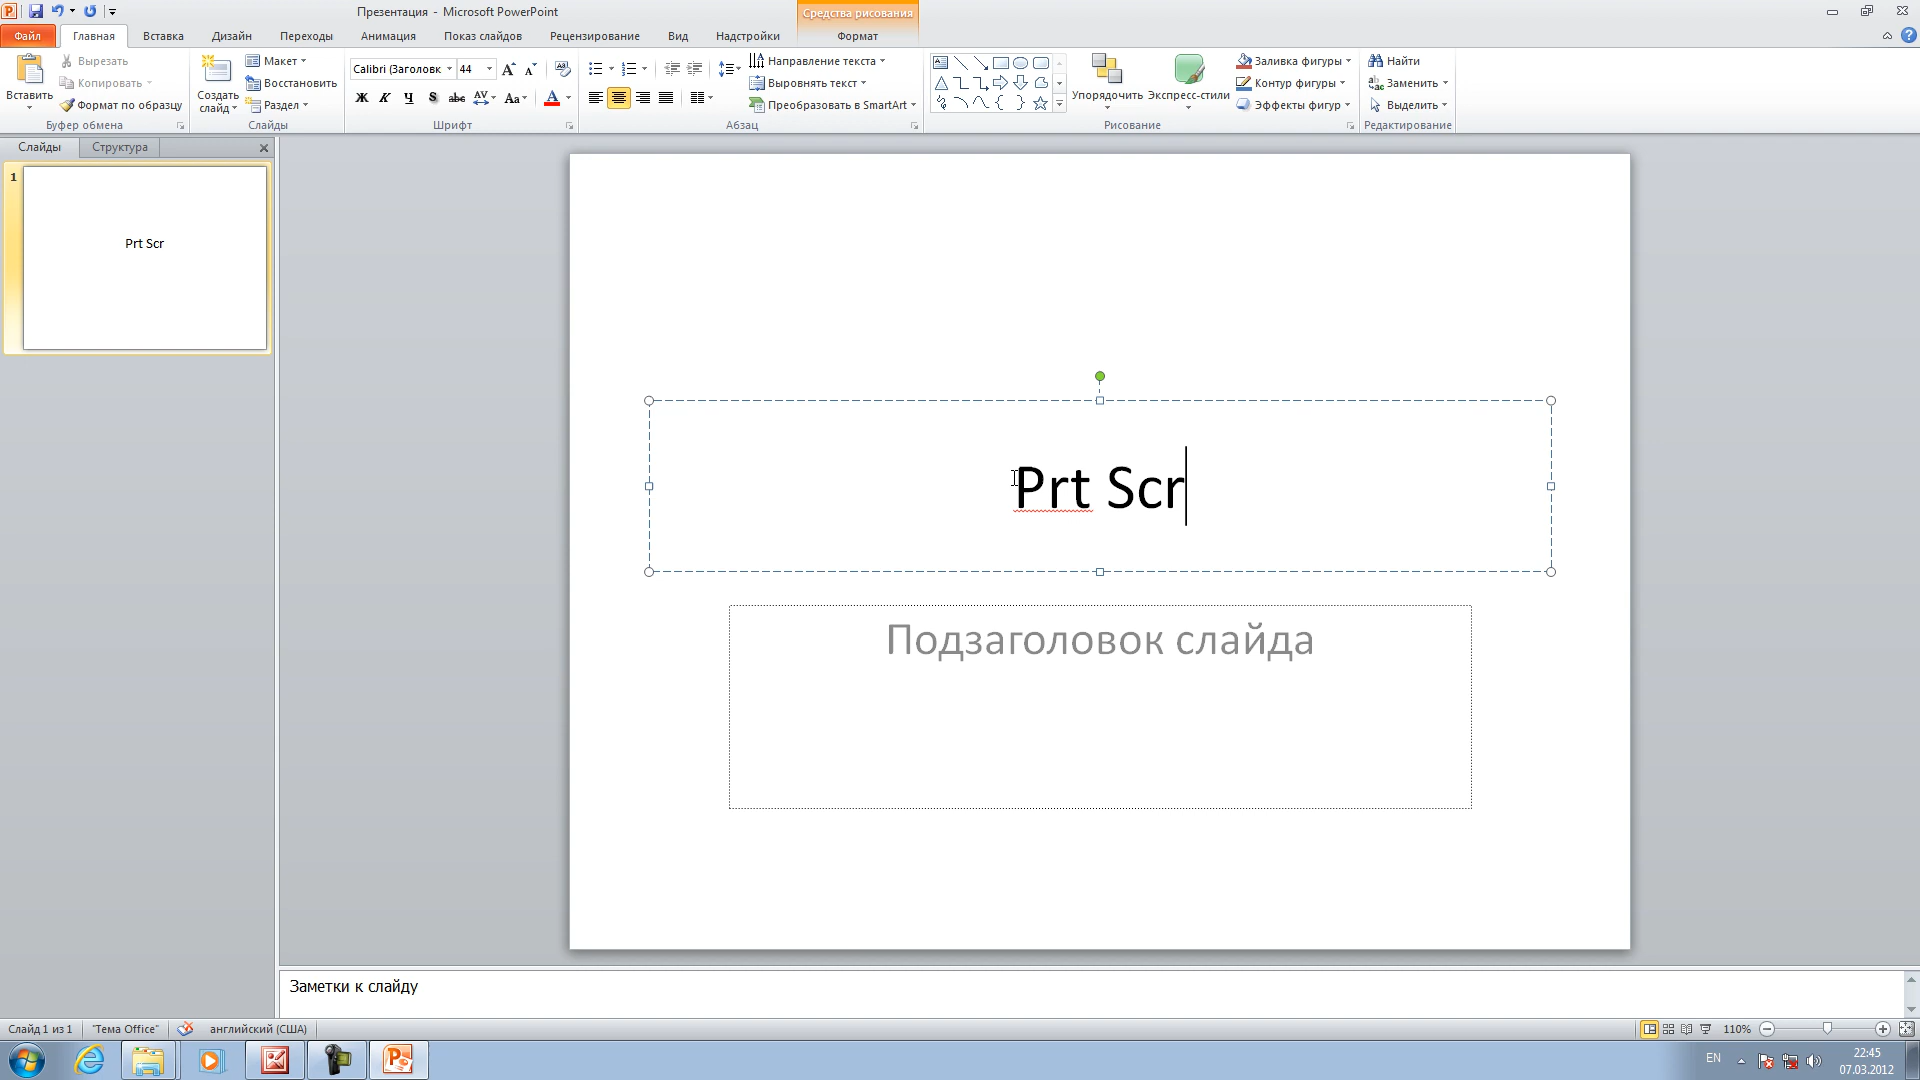 Презентация - Microsoft PowerPoint
Средства рисования
Файл
Главная
Вставка
Дизайн
Переходы
Анимация
Показ слайдов
Рецензирование
Вид
Надстройки
Формат
Вставить
Вырезать
Копировать
Формат по образцу
Буфер обмена
Создать слайд
Макет
Восстановить
Раздел
Слайды
Calibri (Заголовк
44
Ж К Ч S abc AV Aa A
Шрифт
Направление текста
Выровнять текст
Преобразовать в SmartArt
Абзац
Упорядочить
Экспресс-стили
Заливка фигуры
Контур фигуры
Эффекты фигур
Рисование
Найти
Заменить
Выделить
Редактирование
Слайды
Структура
1
Prt Scr
Prt Scr
Подзаголовок слайда
Заметки к слайду
Слайд 1 из 1
"Тема Office"
английский (США)
110%
EN
22:45
07.03.2012